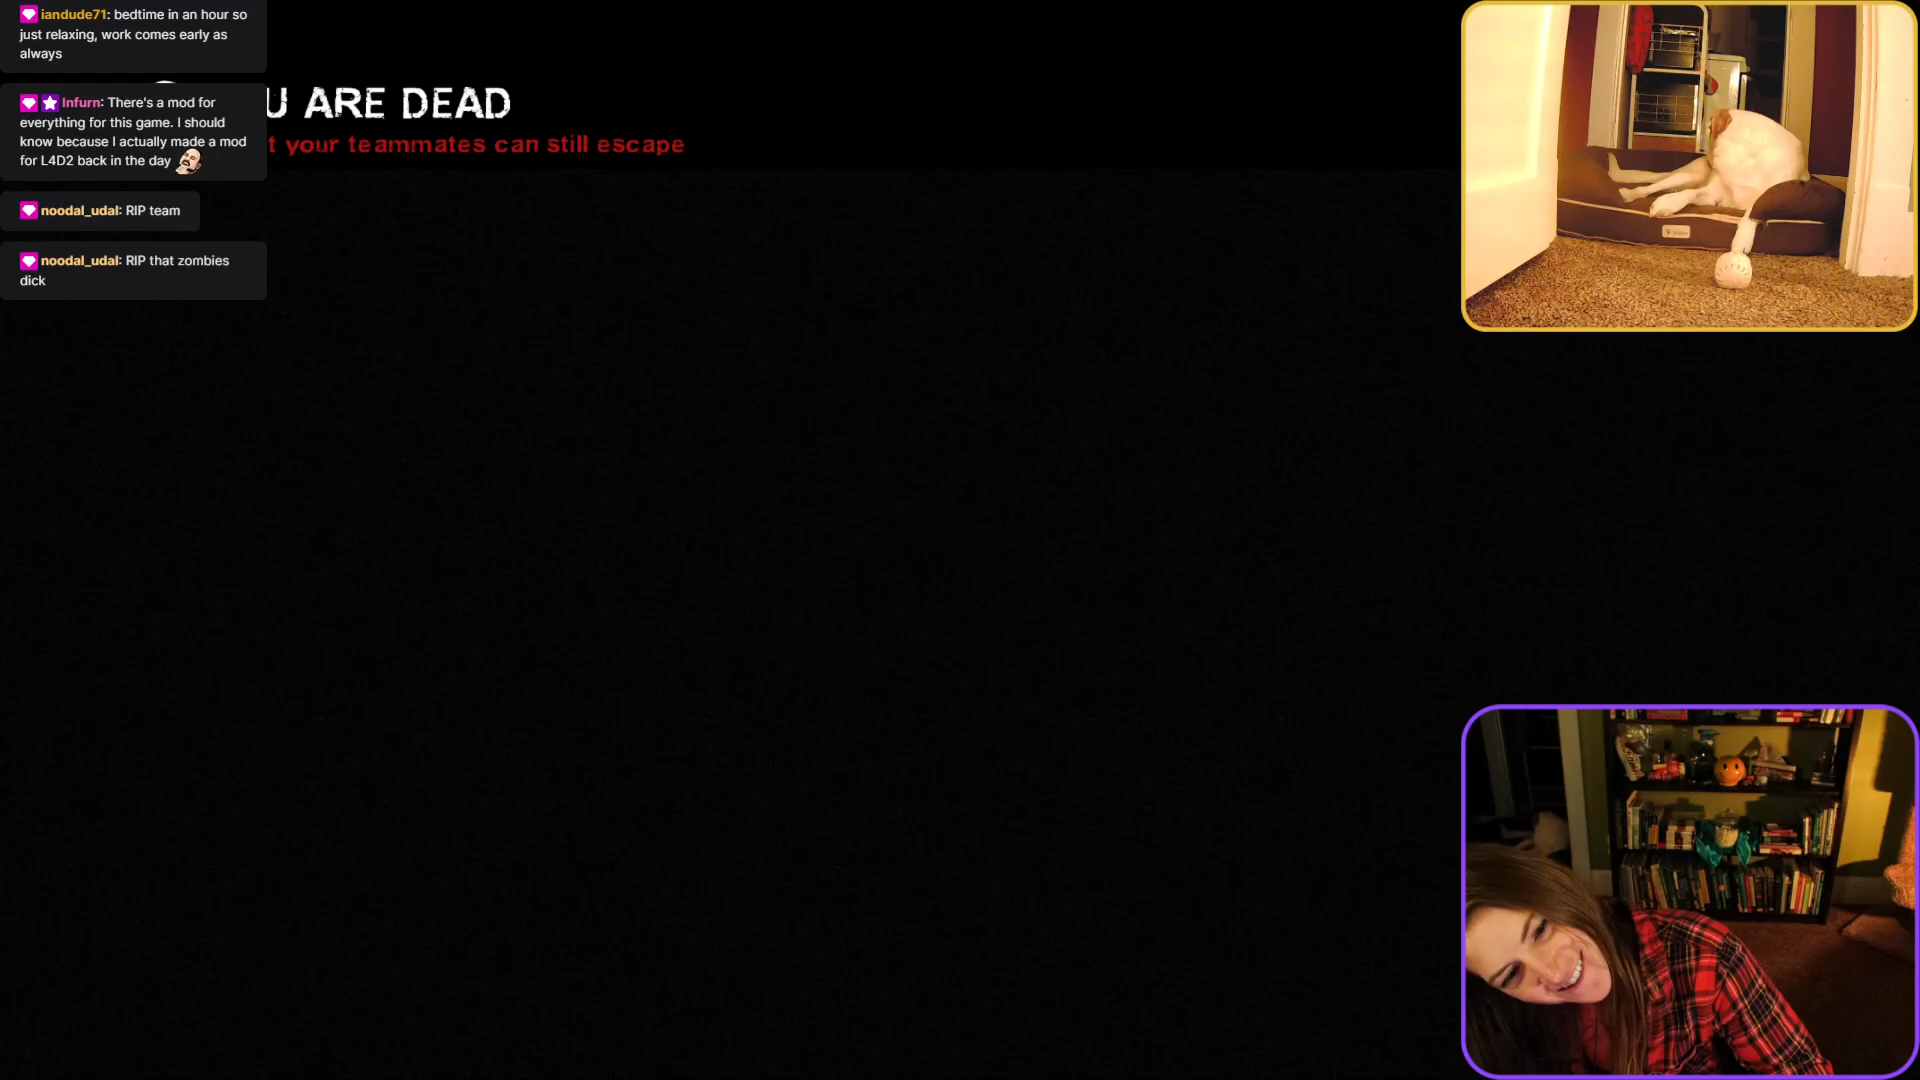 iandude71: bedtime in an hour so
just relaxing, work comes early as
always
Infurn: There's a mod for
everything for this game. I should
know because I actually made a mod
for L4D2 back in the day
noodal_udal: RIP team
noodal_udal: RIP that zombies
dick
U ARE DEAD
t your teammates can still escape